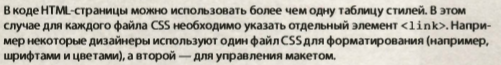 В коде HTML-страницы можно использовать более чем одну таблицу стилей. В этом
случае для каждого файла CSS необходимо указать отдельный элемент <link>. Напри-
мер некоторые дизайнеры используют один файл CSS для форматирования (например,
шрифтами и цветами), а второй — для управления макетом.